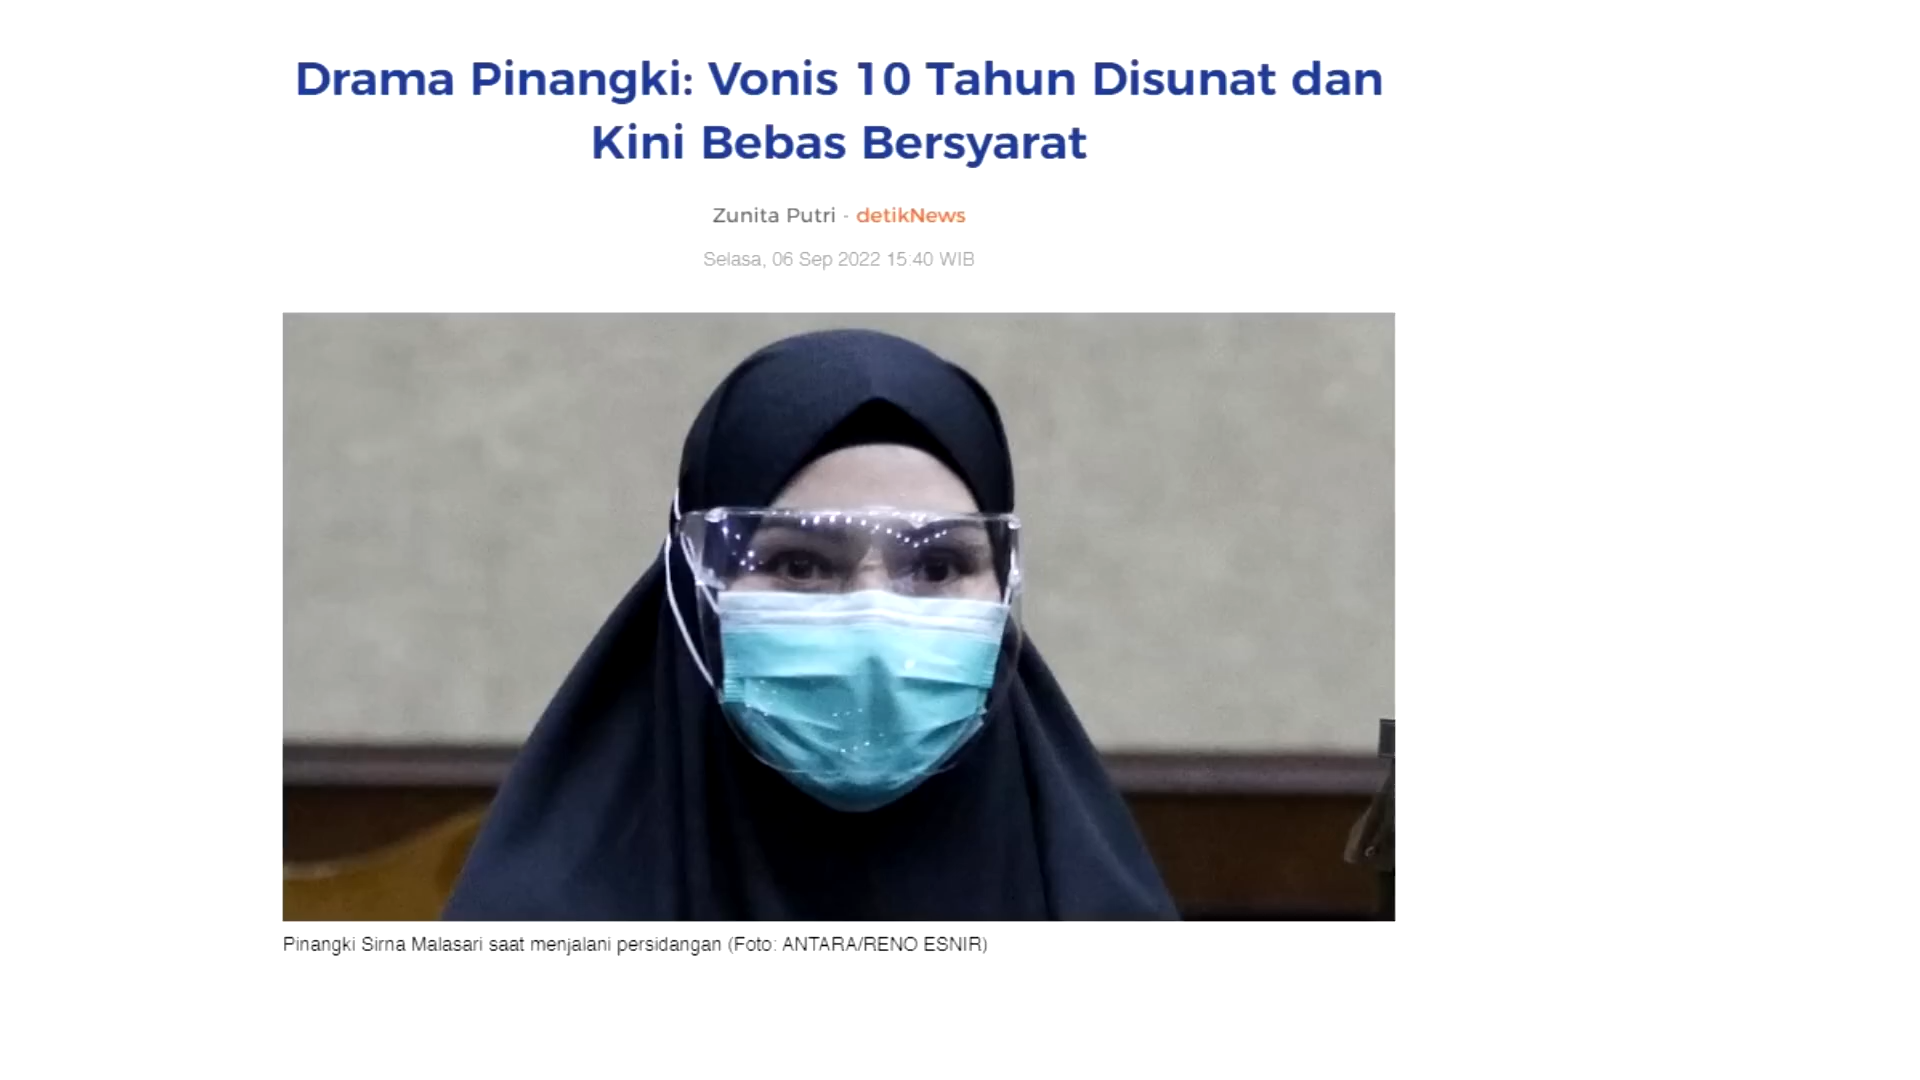 Drama Pinangki: Vonis 10 Tahun Disunat dan
Kini Bebas Bersyarat
Zunita Putri - detikNews
Selasa, 06 Sep 2022 15:40 WIB
Pinangki Sirna Malasari saat menjalani persidangan (Foto: ANTARA/RENO ESNIR)